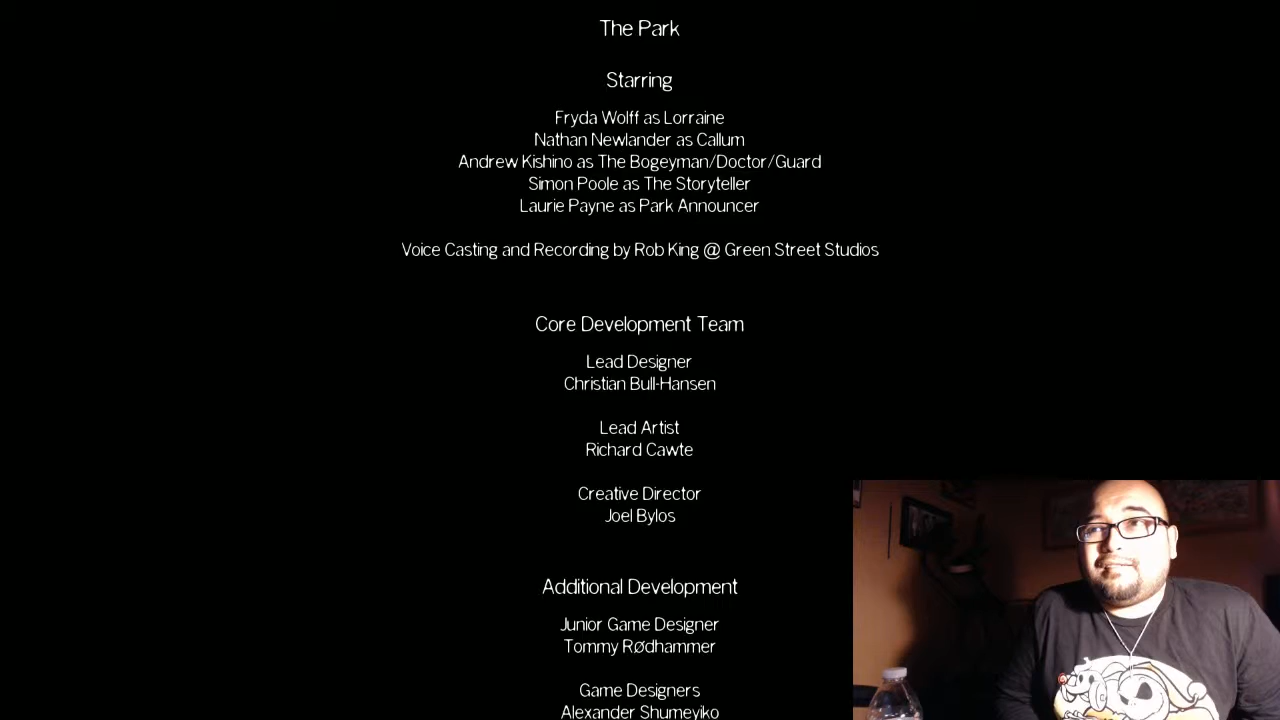 The Park
Starring
Fryda Wolff as Lorraine
Nathan Newlander as Callum
Andrew Kishino as The Bogeyman/Doctor/Guard
Simon Poole as The Storyteller
Laurie Payne as Park Announcer
Voice Casting and Recording by Rob King @ Green Street Studios
Core Development Team
Lead Designer
Christian Bull-Hansen
Lead Artist
Richard Cawte
Creative Director
Joel Bylos
Additional Development
Junior Game Designer
Tommy Rødhammer
Game Designers
Alexander Shumeyiko